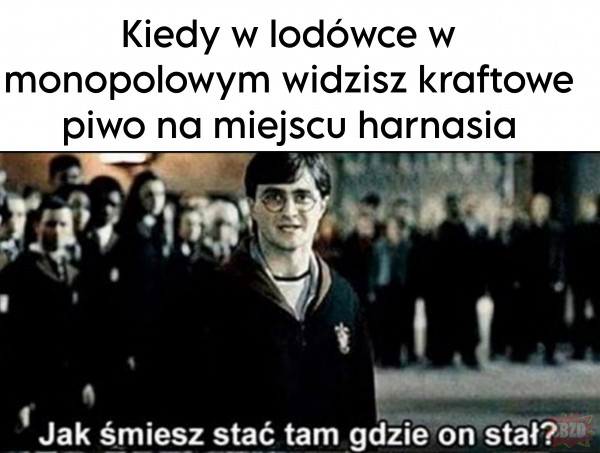 Kiedy w lodówce w
monopolowym widzisz kraftowe
piwo na miejscu harnasia
Jak śmiesz stać tam gdzie on stał?